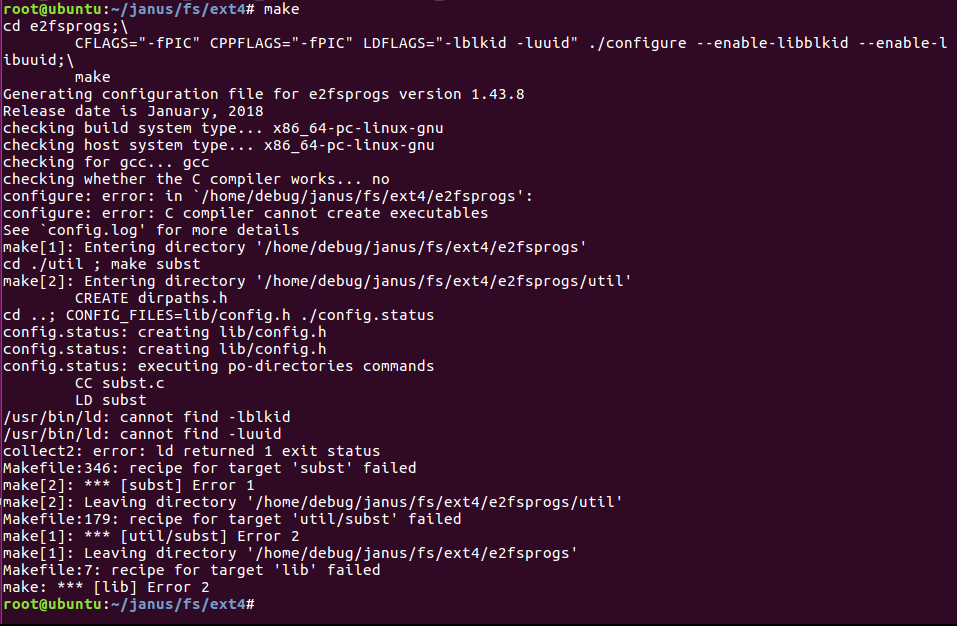 root@ubuntu:~/janus/fs/ext4# make
cd e2fsprogs;\
        CFLAGS="-fPIC" CPPFLAGS="-fPIC" LDFLAGS="-lblkid -luuid" ./configure --enable-libblkid --enable-l
ibuuid;\
        make
Generating configuration file for e2fsprogs version 1.43.8
Release date is January, 2018
checking build system type... x86_64-pc-linux-gnu
checking host system type... x86_64-pc-linux-gnu
checking for gcc... gcc
checking whether the C compiler works... no
configure: error: in `/home/debug/janus/fs/ext4/e2fsprogs':
configure: error: C compiler cannot create executables
See `config.log' for more details
make[1]: Entering directory '/home/debug/janus/fs/ext4/e2fsprogs'
cd ./util ; make subst
make[2]: Entering directory '/home/debug/janus/fs/ext4/e2fsprogs/util'
        CREATE dirpaths.h
cd ..; CONFIG_FILES=lib/config.h ./config.status
config.status: creating lib/config.h
config.status: creating lib/config.h
config.status: executing po-directories commands
        CC subst.c
        LD subst
/usr/bin/ld: cannot find -lblkid
/usr/bin/ld: cannot find -luuid
collect2: error: ld returned 1 exit status
Makefile:346: recipe for target 'subst' failed
make[2]: *** [subst] Error 1
make[2]: Leaving directory '/home/debug/janus/fs/ext4/e2fsprogs/util'
Makefile:179: recipe for target 'util/subst' failed
make[1]: *** [util/subst] Error 2
make[1]: Leaving directory '/home/debug/janus/fs/ext4/e2fsprogs'
Makefile:7: recipe for target 'lib' failed
make: *** [lib] Error 2
root@ubuntu:~/janus/fs/ext4#